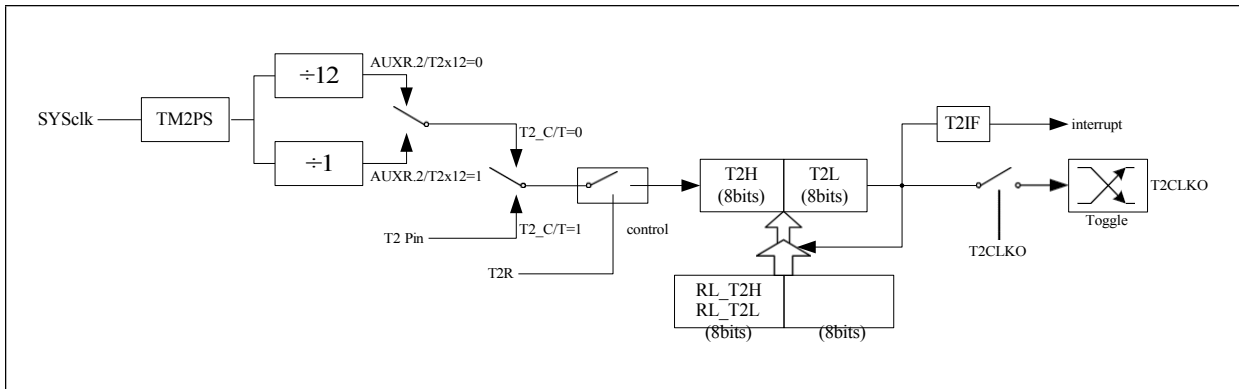 AUXR.2/T2x12=0
÷12
SYSclk
TM2PS
÷1
AUXR.2/T2x12=1
T2_C/T=0
T2_C/T=1
T2 Pin
T2R
control
T2H
(8bits)
T2L
(8bits)
T2IF
interrupt
T2CLKO
Toggle
T2CLKO
RL_T2H
RL_T2L
(8bits)
(8bits)